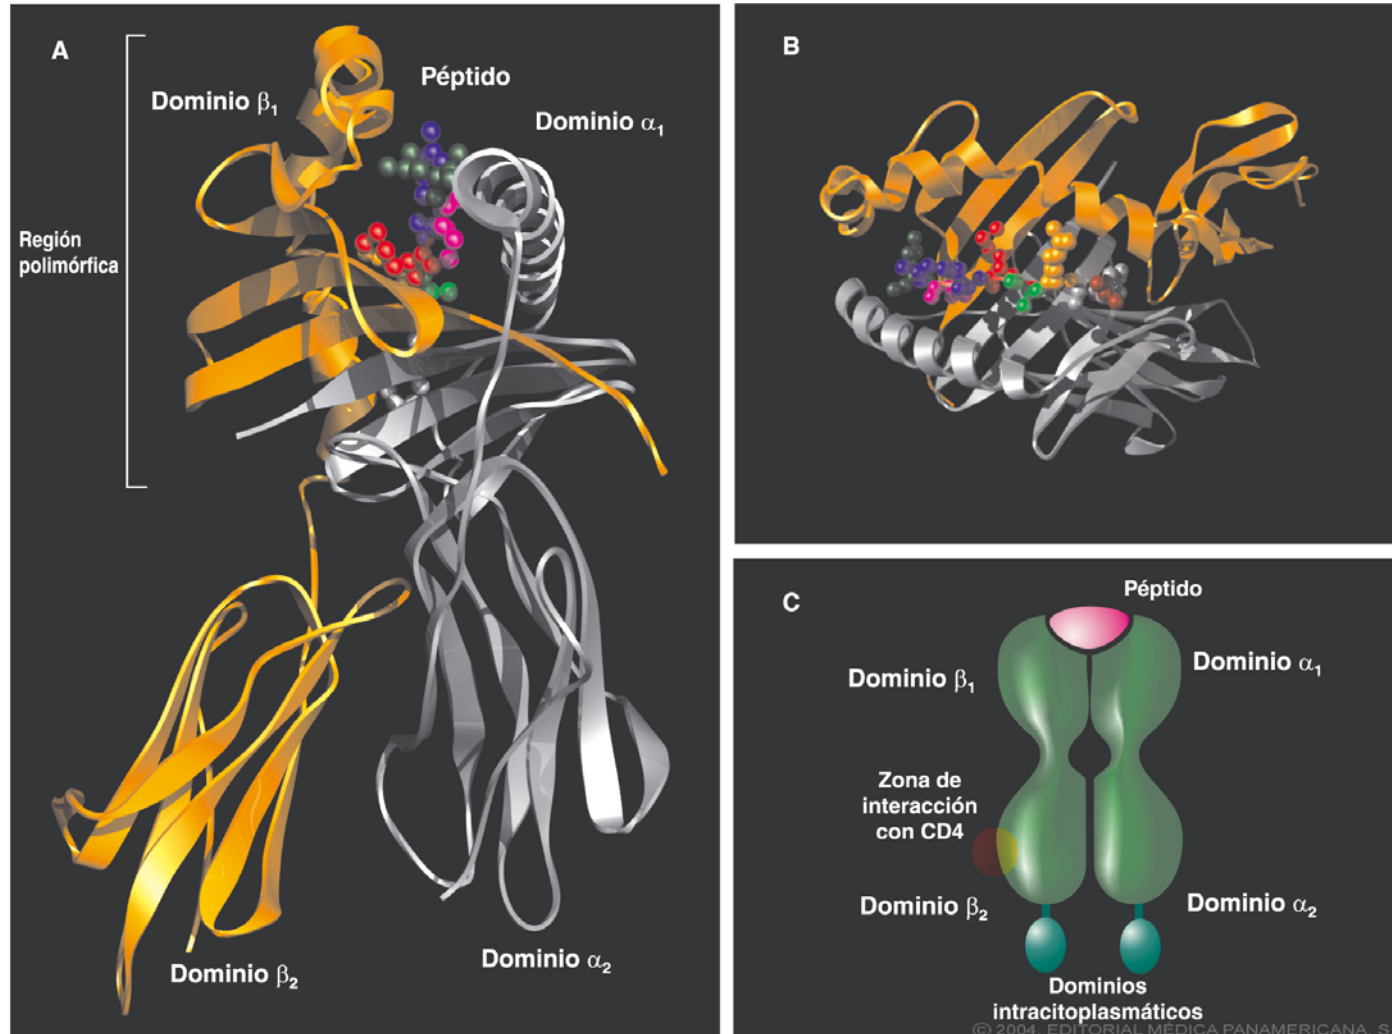 A
Péptido
Dominio β₁
Dominio α₁
Región
polimórfica
Dominio β₂
Dominio α₂
B
C
Péptido
Dominio β₁
Dominio α₁
Zona de
interacción
con CD4
Dominio β₂
Dominio α₂
Dominios
intracitoplasmáticos
© 2004. EDITORIAL MÉDICA PANAMERICANA, S